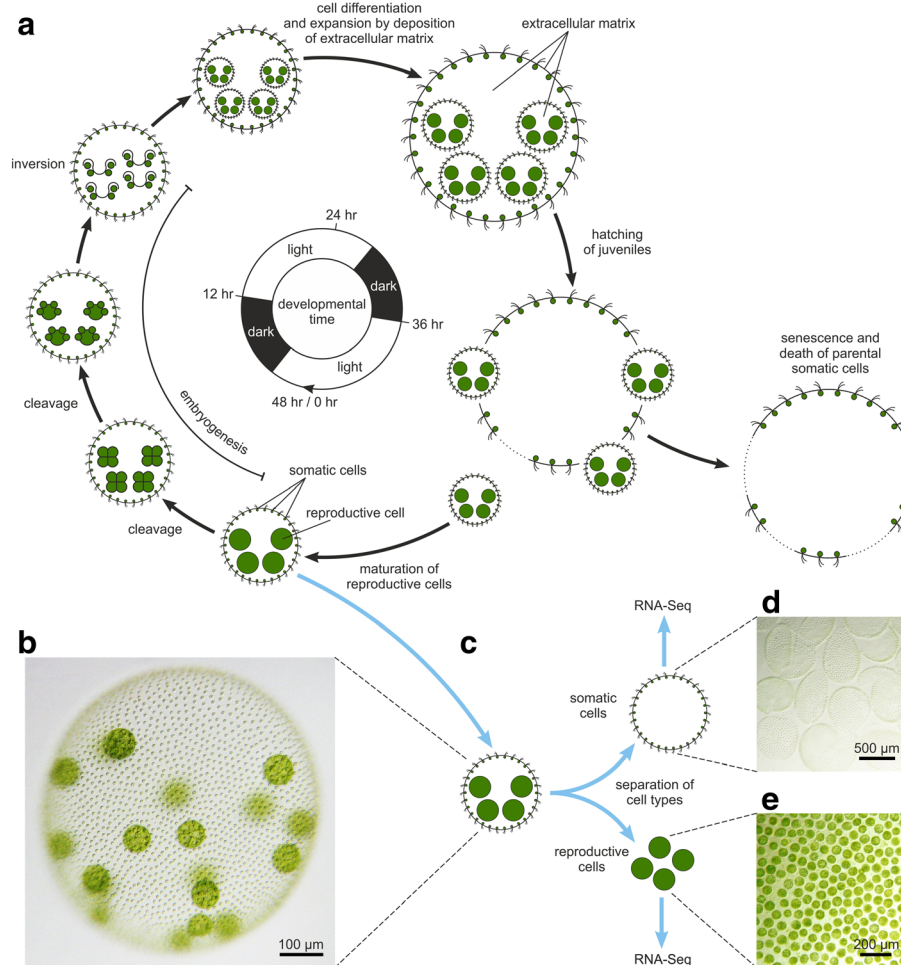 a
cell differentiation
and expansion by deposition
of extracellular matrix
extracellular matrix
inversion
24 hr
light
hatching
of juveniles
12 hr
dark
developmental
time
dark
36 hr
light
48 hr / 0 hr
senescence and
death of parental
somatic cells
cleavage
embryogenesis
somatic cells
reproductive cell
cleavage
maturation of
reproductive cells
b
100 µm
c
RNA-Seq
somatic
cells
separation of
cell types
reproductive
cells
RNA-Seq
d
500 µm
e
200 µm